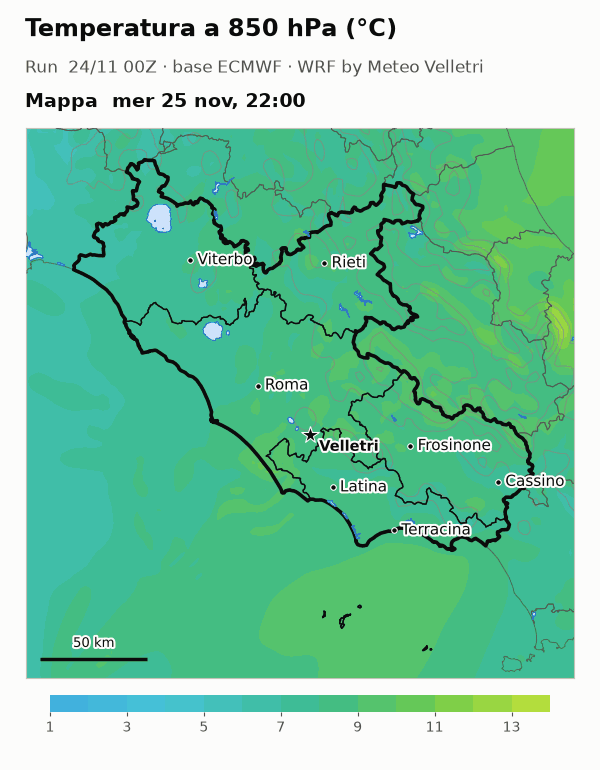 Temperatura a 850 hPa (°C)
Run  24/11 00Z · base ECMWF · WRF by Meteo Velletri
Mappa  mer 25 nov, 22:00
Viterbo
Rieti
Roma
Velletri
Frosinone
Latina
Cassino
Terracina
50 km
1 3 5 7 9 11 13